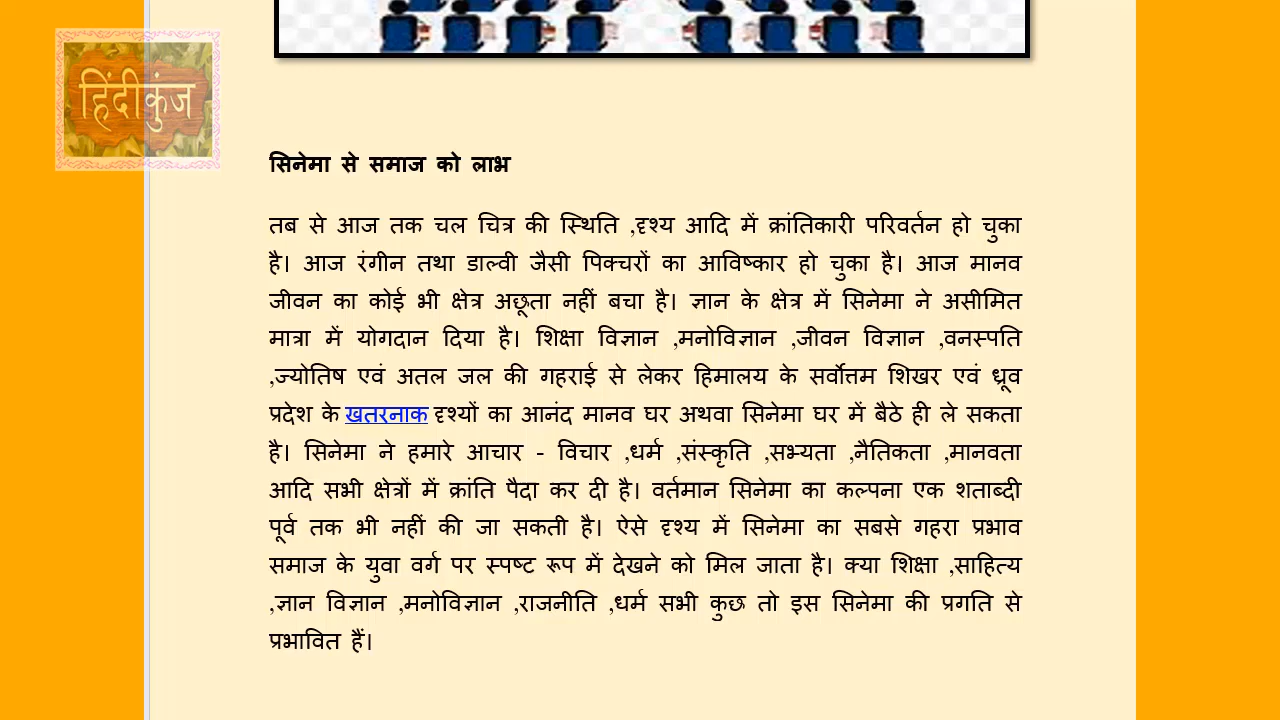 हिंदीकुंज
सिनेमा से समाज को लाभ
तब से आज तक चल चित्र की स्थिति ,दृश्य आदि में क्रांतिकारी परिवर्तन हो चुका
है। आज रंगीन तथा डाल्वी जैसी पिक्चरों का आविष्कार हो चुका है। आज मानव
जीवन का कोई भी क्षेत्र अछूता नहीं बचा है। ज्ञान के क्षेत्र में सिनेमा ने असीमित
मात्रा में योगदान दिया है। शिक्षा विज्ञान ,मनोविज्ञान ,जीवन विज्ञान ,वनस्पति
,ज्योतिष एवं अतल जल की गहराई से लेकर हिमालय के सर्वोत्तम शिखर एवं ध्रूव
प्रदेश के खतरनाक दृश्यों का आनंद मानव घर अथवा सिनेमा घर में बैठे ही ले सकता
है। सिनेमा ने हमारे आचार - विचार ,धर्म ,संस्कृति ,सभ्यता ,नैतिकता ,मानवता
आदि सभी क्षेत्रों में क्रांति पैदा कर दी है। वर्तमान सिनेमा का कल्पना एक शताब्दी
पूर्व तक भी नहीं की जा सकती है। ऐसे दृश्य में सिनेमा का सबसे गहरा प्रभाव
समाज के युवा वर्ग पर स्पष्ट रूप में देखने को मिल जाता है। क्या शिक्षा ,साहित्य
,ज्ञान विज्ञान ,मनोविज्ञान ,राजनीति ,धर्म सभी कुछ तो इस सिनेमा की प्रगति से
प्रभावित हैं।